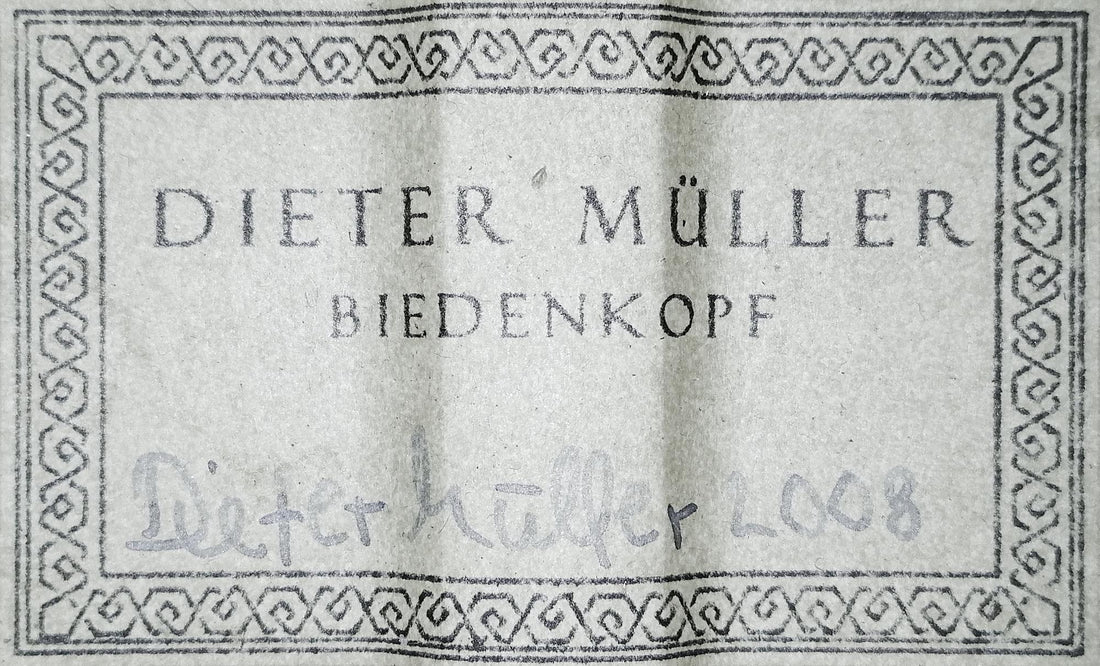 DIETER MÜLLER
BIEDENKOPF
Dieter Müller 2008